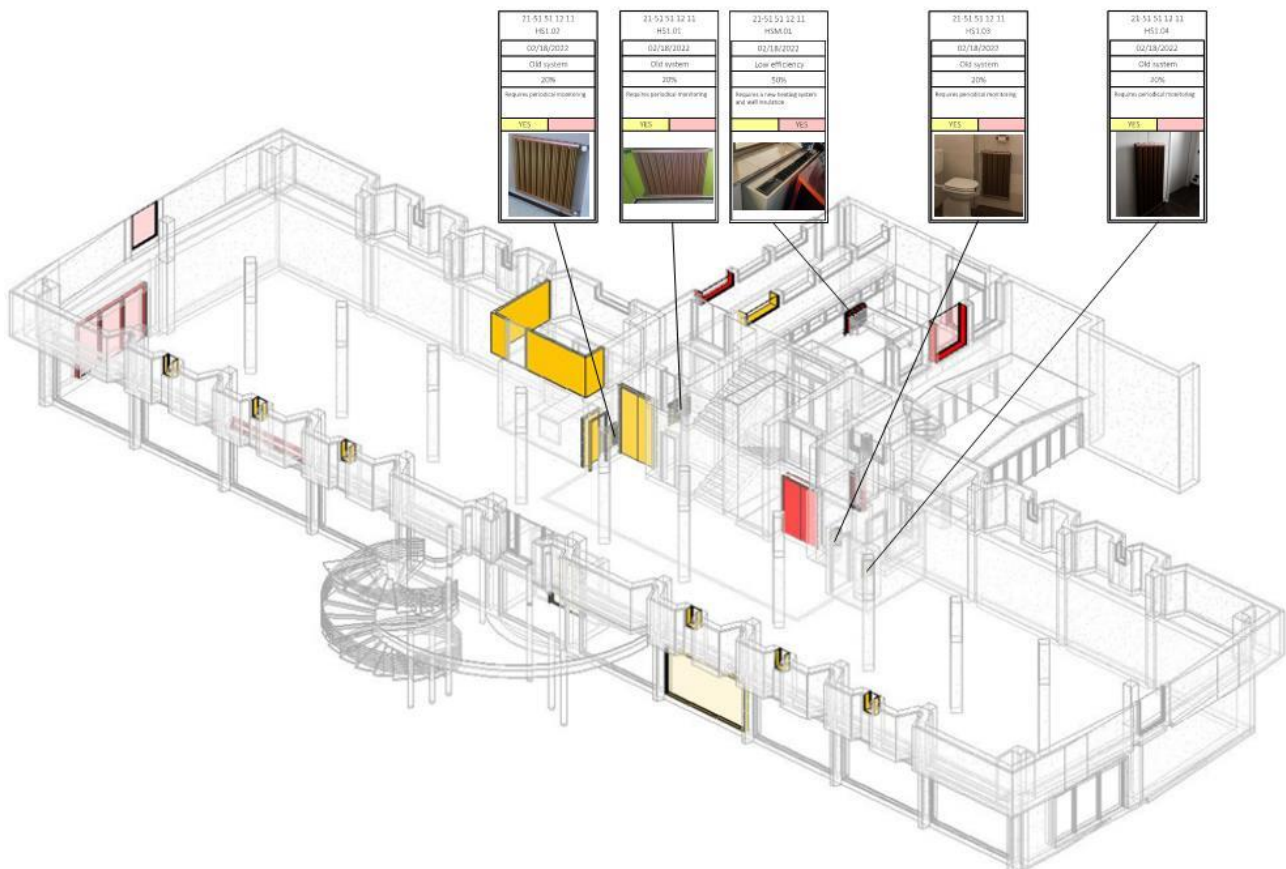 21-51 51 12 11
HS1.02
02/18/2022
Old system
20%
Requires periodical monitoring
YES
21-51 51 12 11
HS1.01
02/18/2022
Old system
20%
Requires periodical monitoring
YES
21-51 51 12 11
HSM.01
02/18/2022
Low efficiency
50%
Requires a new heating system
and wall insulation
YES
21-51 51 12 11
HS1.03
02/18/2022
Old system
20%
Requires periodical monitoring
YES
21-51 51 12 11
HS1.04
02/18/2022
Old system
20%
Requires periodical monitoring
YES